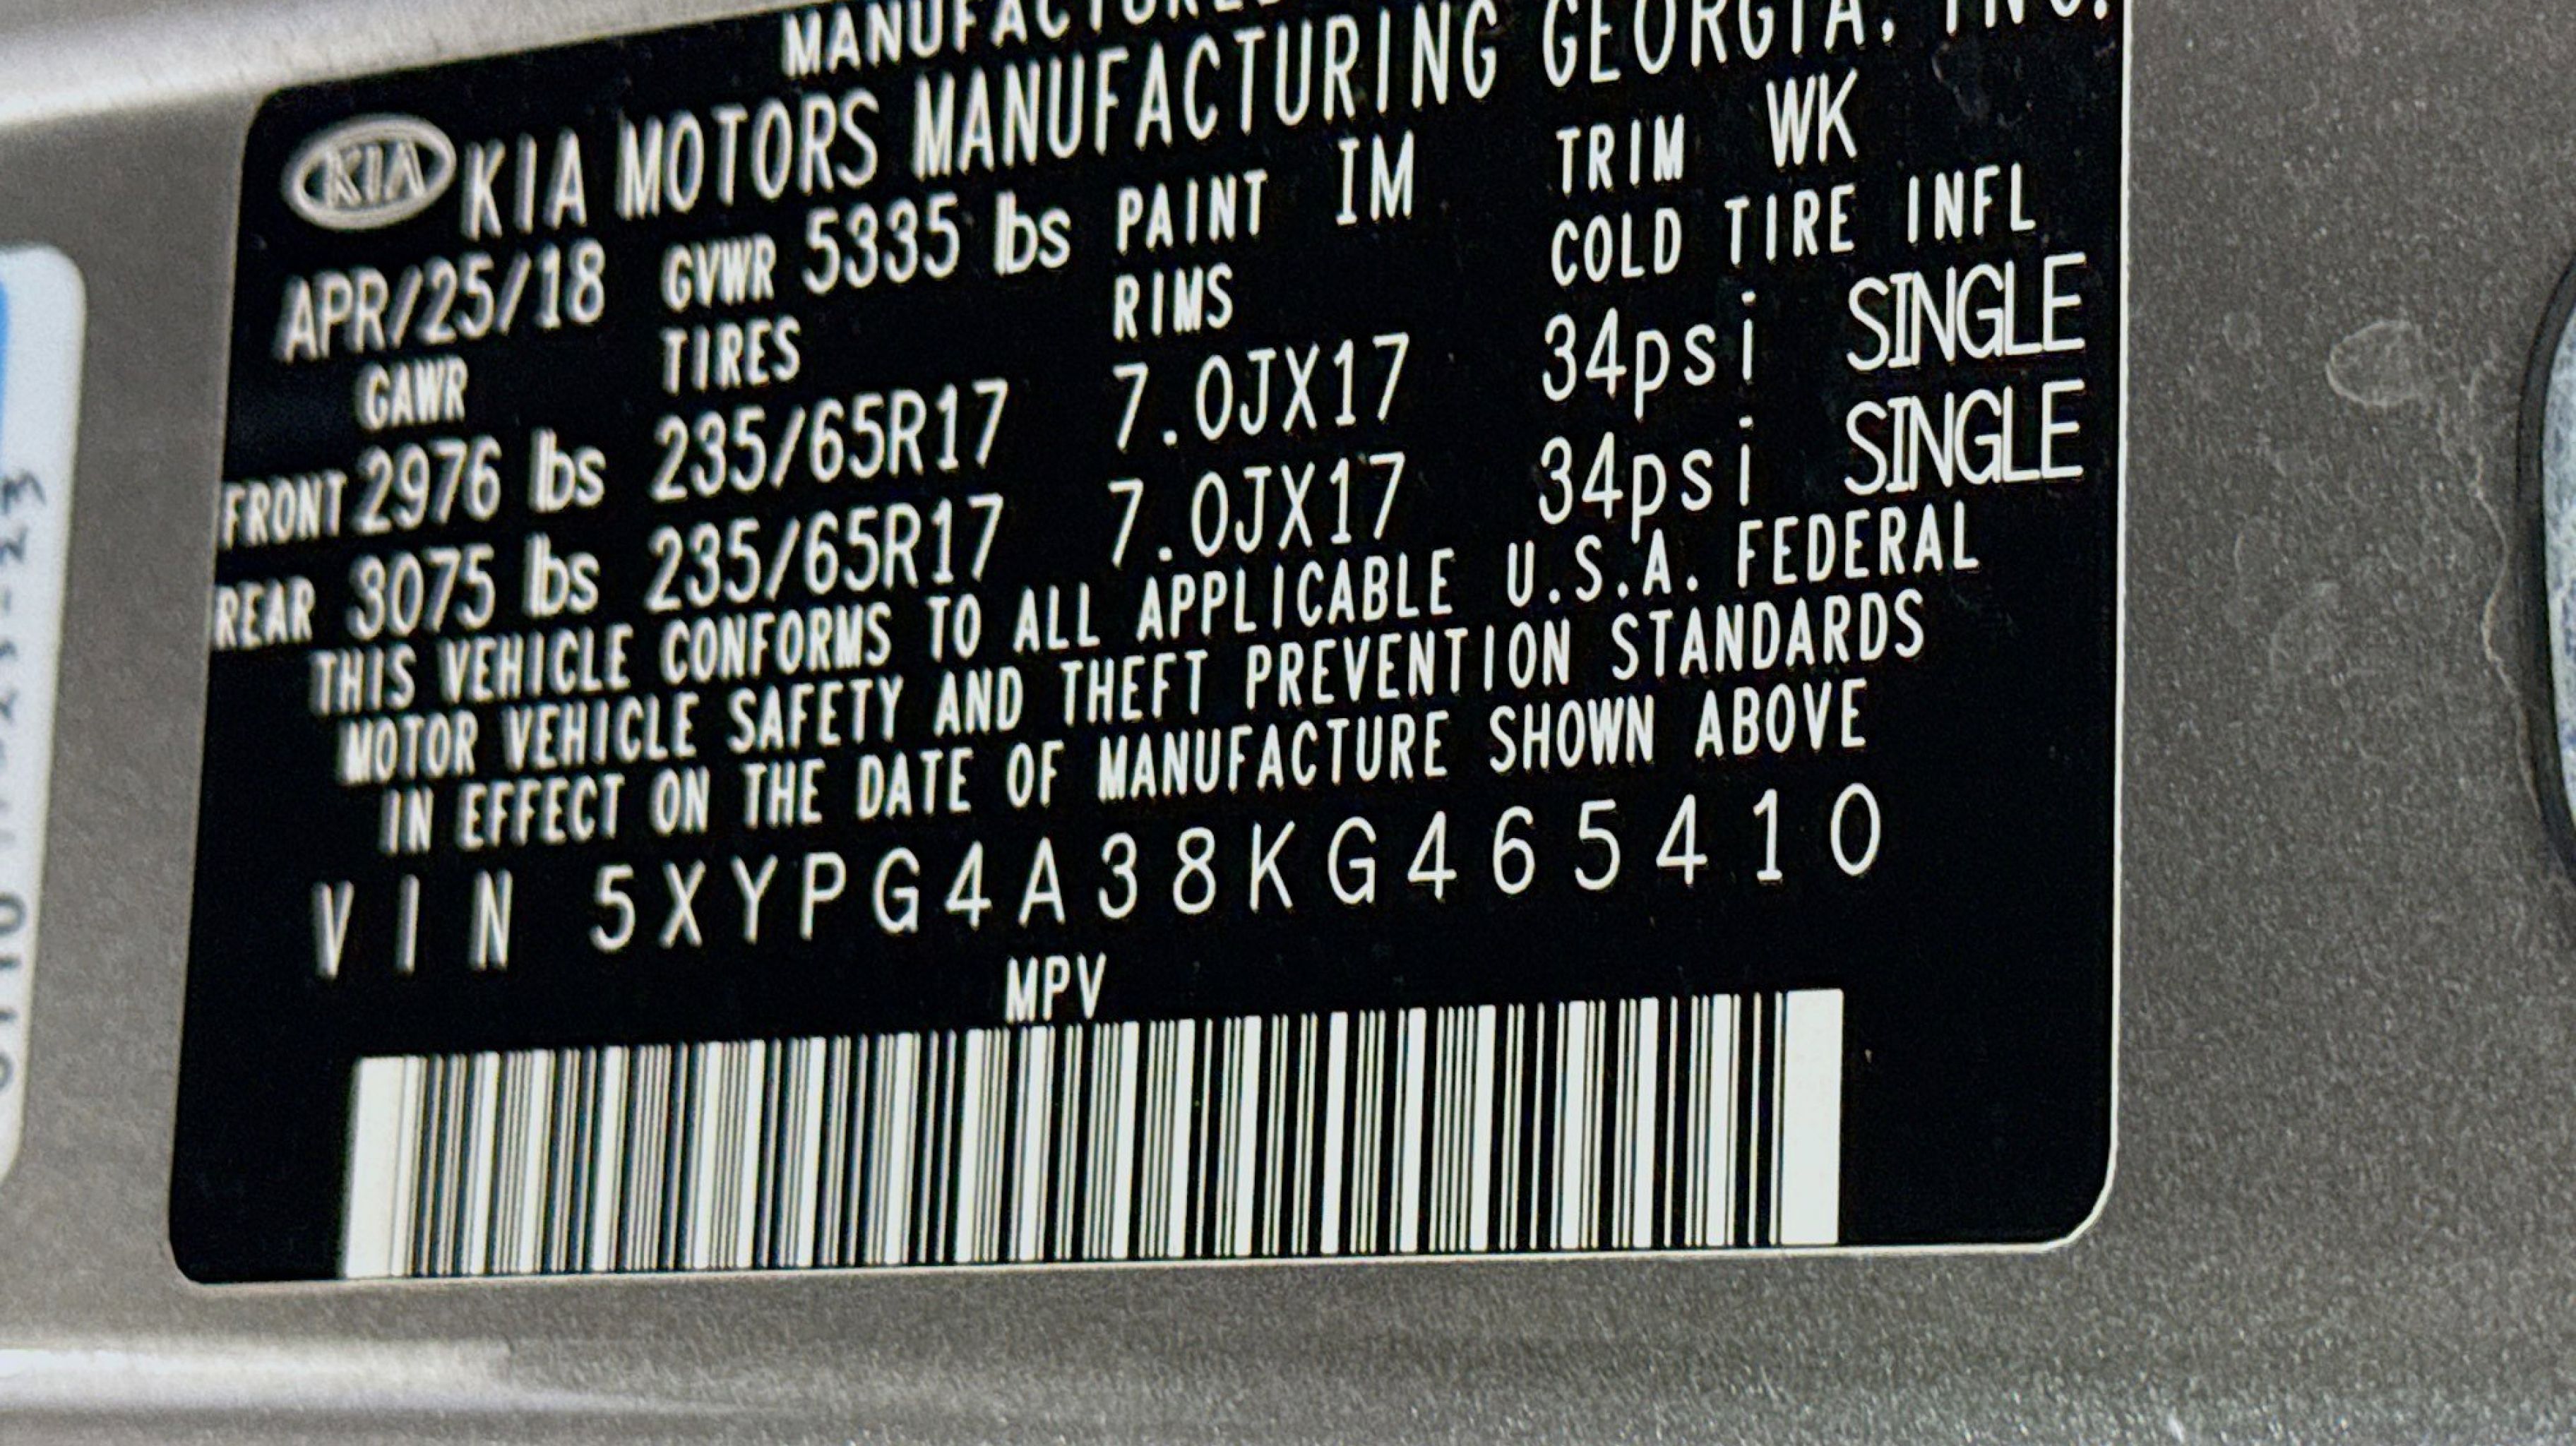 MANUFACTURED
KIA KIA MOTORS MANUFACTURING GEORGIA, INC.
APR/25/18 GVWR 5335 lbs PAINT IM TRIM WK
GAWR TIRES RIMS COLD TIRE INFL
FRONT 2976 lbs 235/65R17 7.0JX17 34psi SINGLE
REAR 3075 lbs 235/65R17 7.0JX17 34psi SINGLE
THIS VEHICLE CONFORMS TO ALL APPLICABLE U.S.A. FEDERAL
MOTOR VEHICLE SAFETY AND THEFT PREVENTION STANDARDS
IN EFFECT ON THE DATE OF MANUFACTURE SHOWN ABOVE
VIN 5XYPG4A38KG465410
MPV